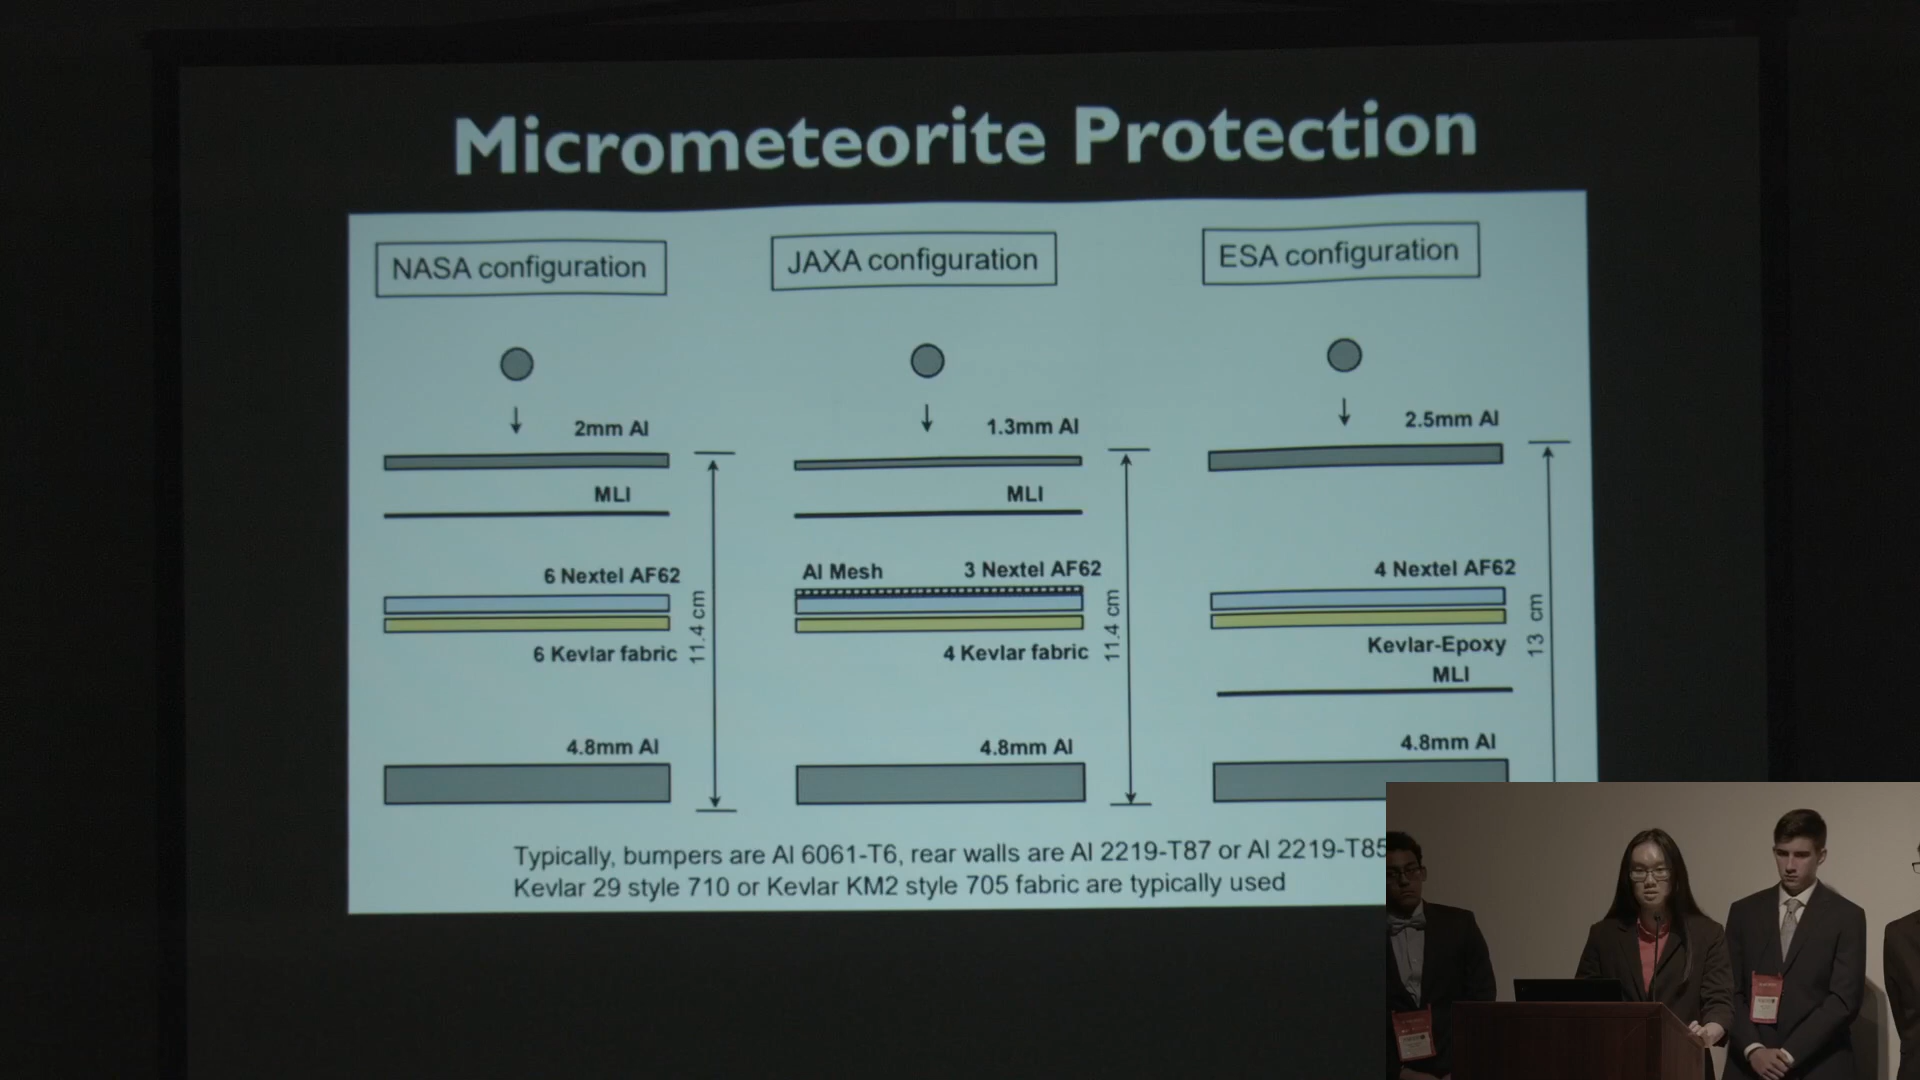 Micrometeorite Protection
NASA configuration
JAXA configuration
ESA configuration
2mm Al
1.3mm Al
2.5mm Al
MLI
MLI
6 Nextel AF62
Al Mesh
3 Nextel AF62
4 Nextel AF62
11.4 cm
11.4 cm
13 cm
6 Kevlar fabric
4 Kevlar fabric
Kevlar-Epoxy
MLI
4.8mm Al
4.8mm Al
4.8mm Al
Typically, bumpers are Al 6061-T6, rear walls are Al 2219-T87 or Al 2219-T85
Kevlar 29 style 710 or Kevlar KM2 style 705 fabric are typically used